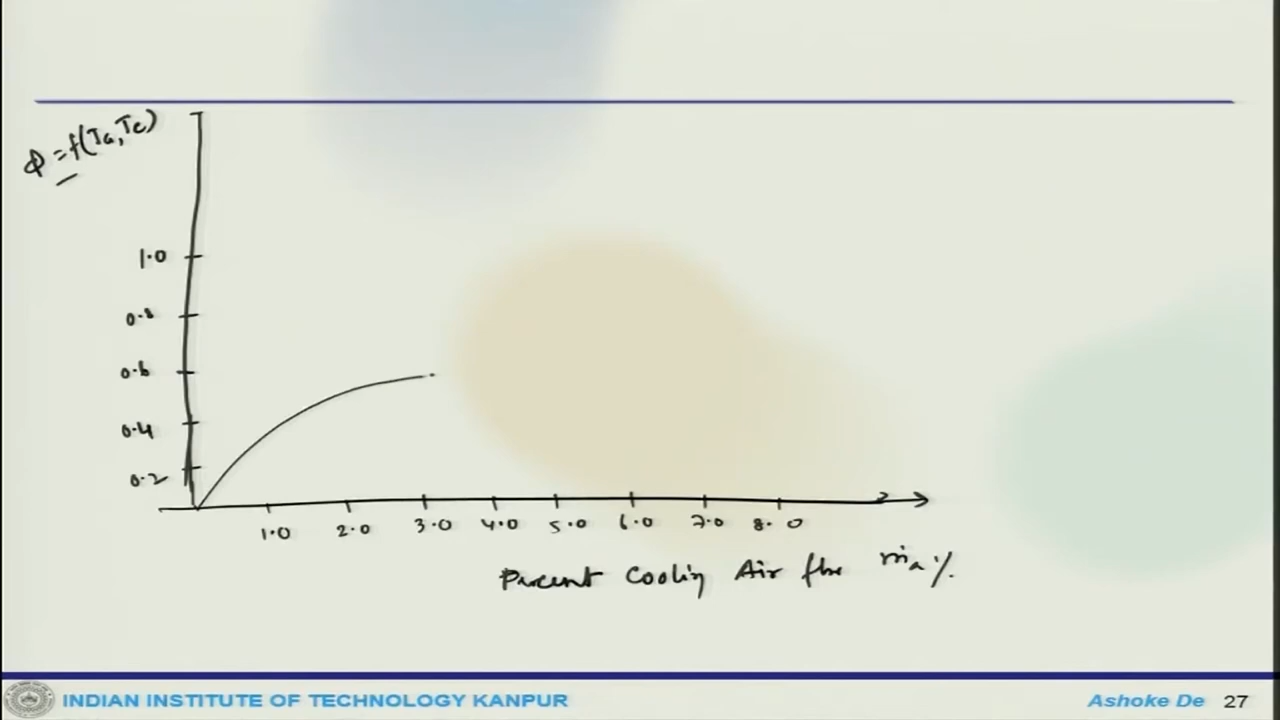 Φ = f(TG, Tc)
1.0
0.8
0.6
0.4
0.2
1.0 2.0 3.0 4.0 5.0 6.0 7.0 8.0
Percent Cooling Air flow ṁa %.
INDIAN INSTITUTE OF TECHNOLOGY KANPUR
Ashoke De 27